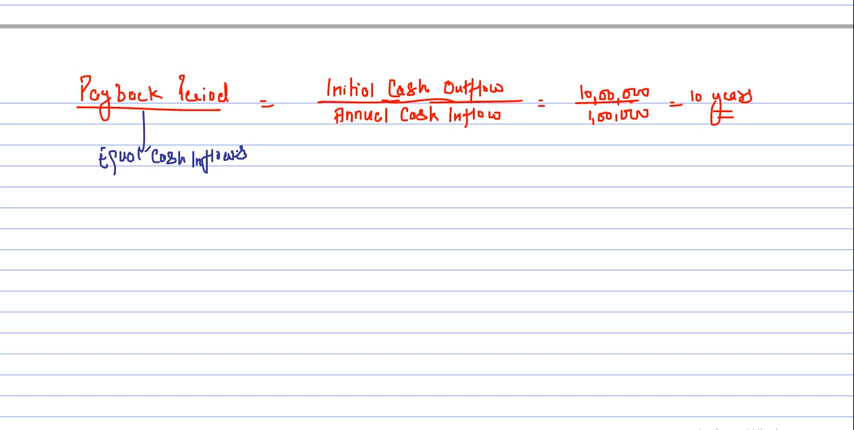 Payback Period = Initial Cash Outflow / Annual Cash Inflow = 10,00,000 / 1,00,000 = 10 years
Equal Cash Inflows